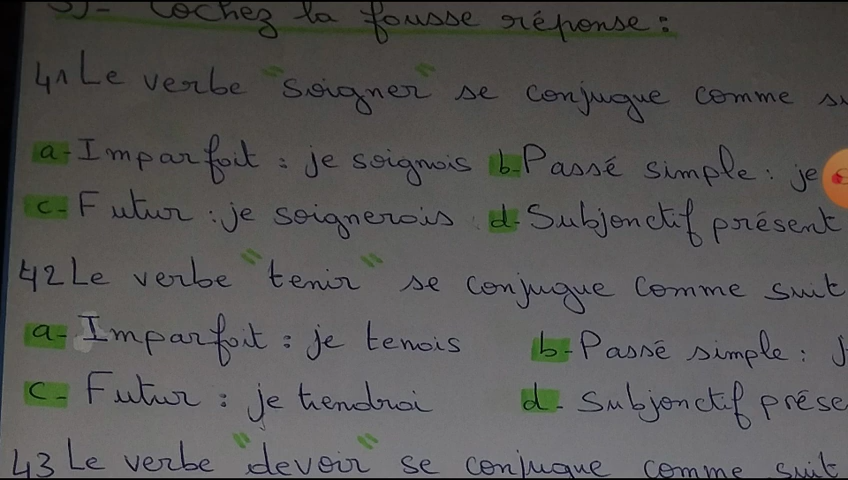 Cochez la fausse réponse :
41 Le verbe "soigner" se conjugue comme
a- Imparfait : je soignais b- Passé simple : je
c- Futur : je soignerais d- Subjonctif présent
42 Le verbe "tenir" se conjugue comme suit
a- Imparfait : je tenais b- Passé simple :
c- Futur : je tiendrai d- Subjonctif
43 Le verbe "devoir" se conjugue comme suit